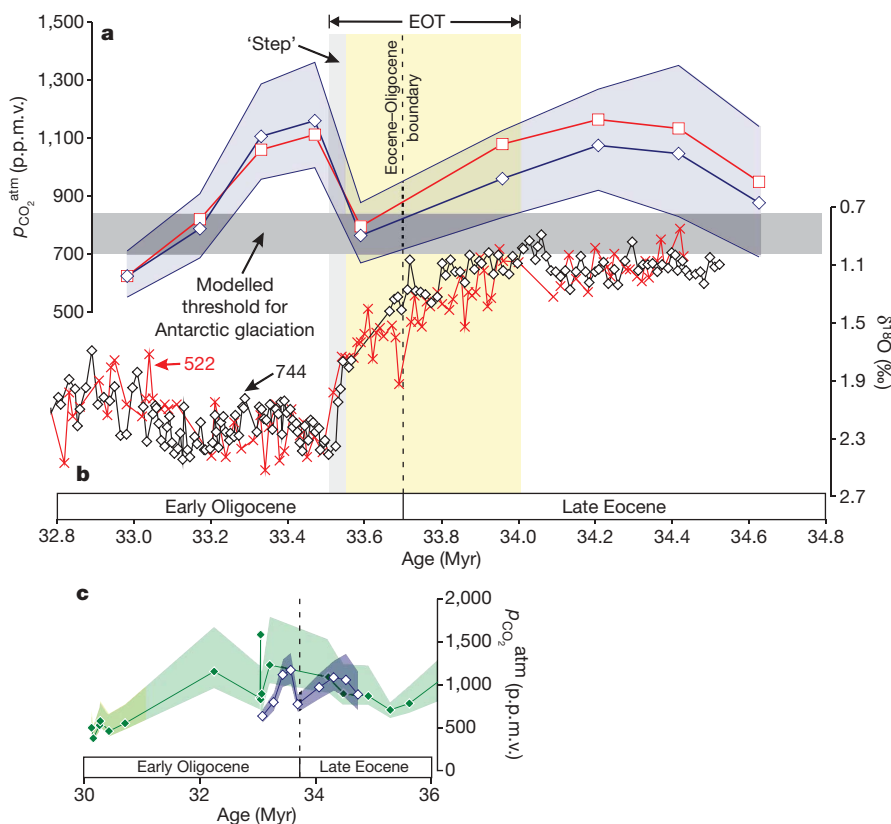 EOT
1,500
a
'Step'
1,300
Eocene–Oligocene
boundary
1,100
pCO2atm (p.p.m.v.)
900
0.7
700
1.1
Modelled
threshold for
Antarctic glaciation
500
1.5
δ18O (‰)
522
744
1.9
2.3
b
2.7
Early Oligocene
Late Eocene
32.8
33.0
33.2
33.4
33.6
33.8
34.0
34.2
34.4
34.6
34.8
Age (Myr)
c
2,000
1,500
pCO2atm (p.p.m.v.)
1,000
500
0
Early Oligocene
Late Eocene
30
32
34
36
Age (Myr)